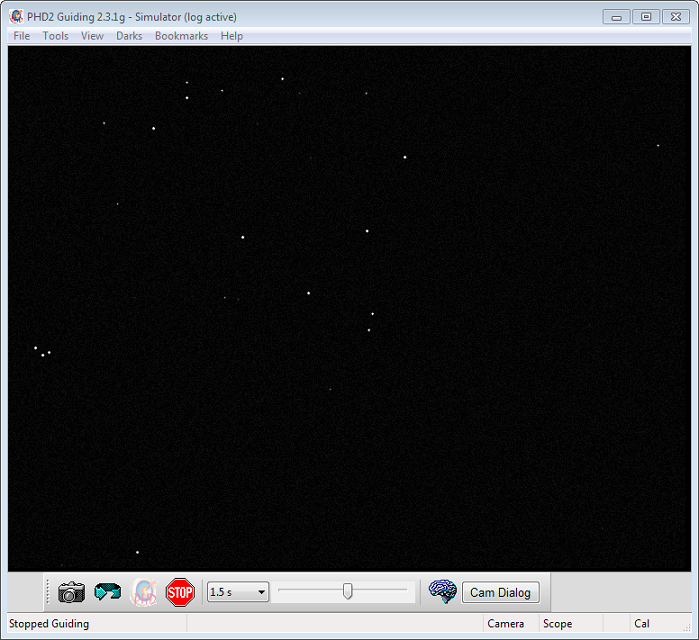 PHD2 Guiding 2.3.1g - Simulator (log active)
File Tools View Darks Bookmarks Help
STOP 1.5 s Cam Dialog
Stopped Guiding Camera Scope Cal